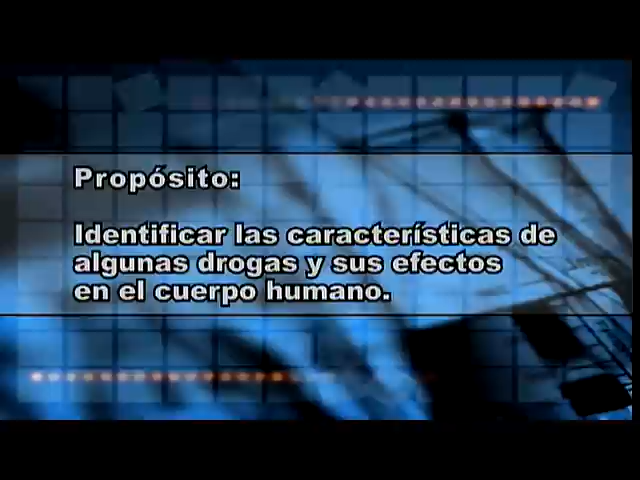 Propósito:
Identificar las características de
algunas drogas y sus efectos
en el cuerpo humano.